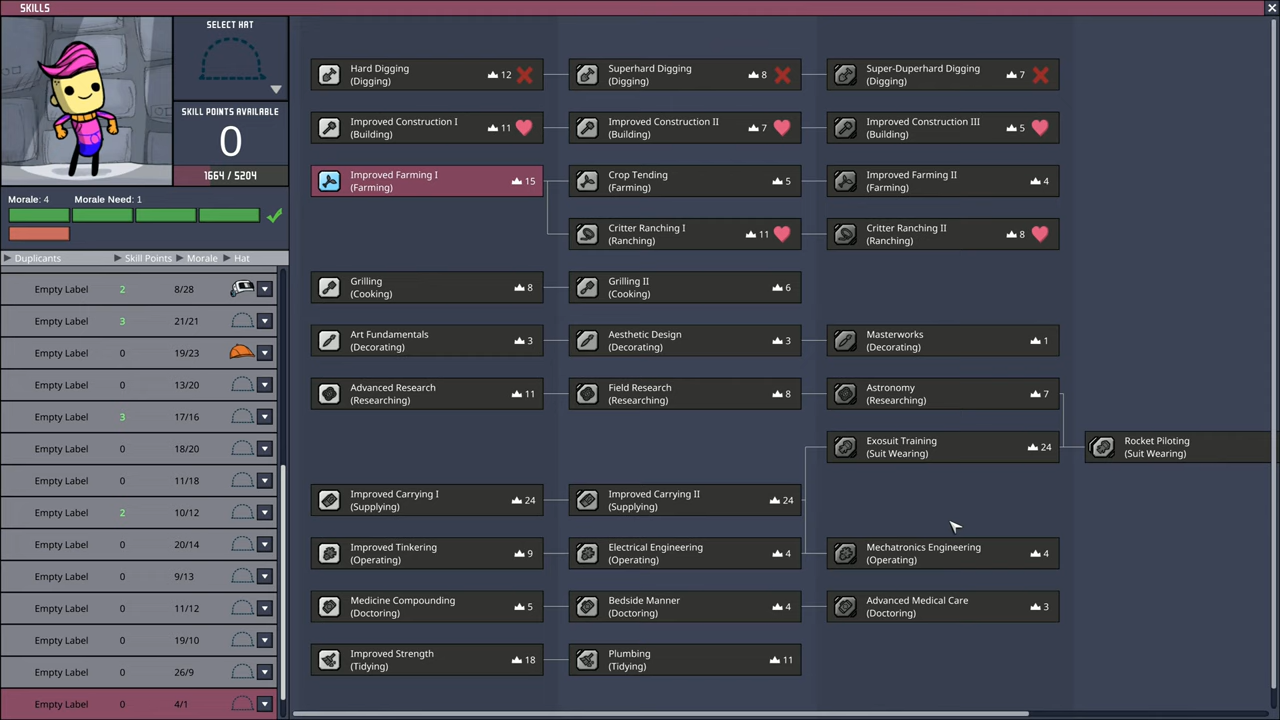 SKILLS
SELECT HAT
SKILL POINTS AVAILABLE
0
1664 / 5204
Morale: 4 Morale Need: 1
Duplicants Skill Points Morale Hat
Empty Label 2 8/28
Empty Label 3 21/21
Empty Label 0 19/23
Empty Label 0 13/20
Empty Label 3 17/16
Empty Label 0 18/20
Empty Label 0 11/18
Empty Label 2 10/12
Empty Label 0 20/14
Empty Label 0 9/13
Empty Label 0 11/12
Empty Label 0 19/10
Empty Label 0 26/9
Empty Label 0 4/1
Hard Digging
(Digging)
12
Superhard Digging
(Digging)
8
Super-Duperhard Digging
(Digging)
7
Improved Construction I
(Building)
11
Improved Construction II
(Building)
7
Improved Construction III
(Building)
5
Improved Farming I
(Farming)
15
Crop Tending
(Farming)
5
Improved Farming II
(Farming)
4
Critter Ranching I
(Ranching)
11
Critter Ranching II
(Ranching)
8
Grilling
(Cooking)
8
Grilling II
(Cooking)
6
Art Fundamentals
(Decorating)
3
Aesthetic Design
(Decorating)
3
Masterworks
(Decorating)
1
Advanced Research
(Researching)
11
Field Research
(Researching)
8
Astronomy
(Researching)
7
Exosuit Training
(Suit Wearing)
24
Rocket Piloting
(Suit Wearing)
Improved Carrying I
(Supplying)
24
Improved Carrying II
(Supplying)
24
Improved Tinkering
(Operating)
9
Electrical Engineering
(Operating)
4
Mechatronics Engineering
(Operating)
4
Medicine Compounding
(Doctoring)
5
Bedside Manner
(Doctoring)
4
Advanced Medical Care
(Doctoring)
3
Improved Strength
(Tidying)
18
Plumbing
(Tidying)
11